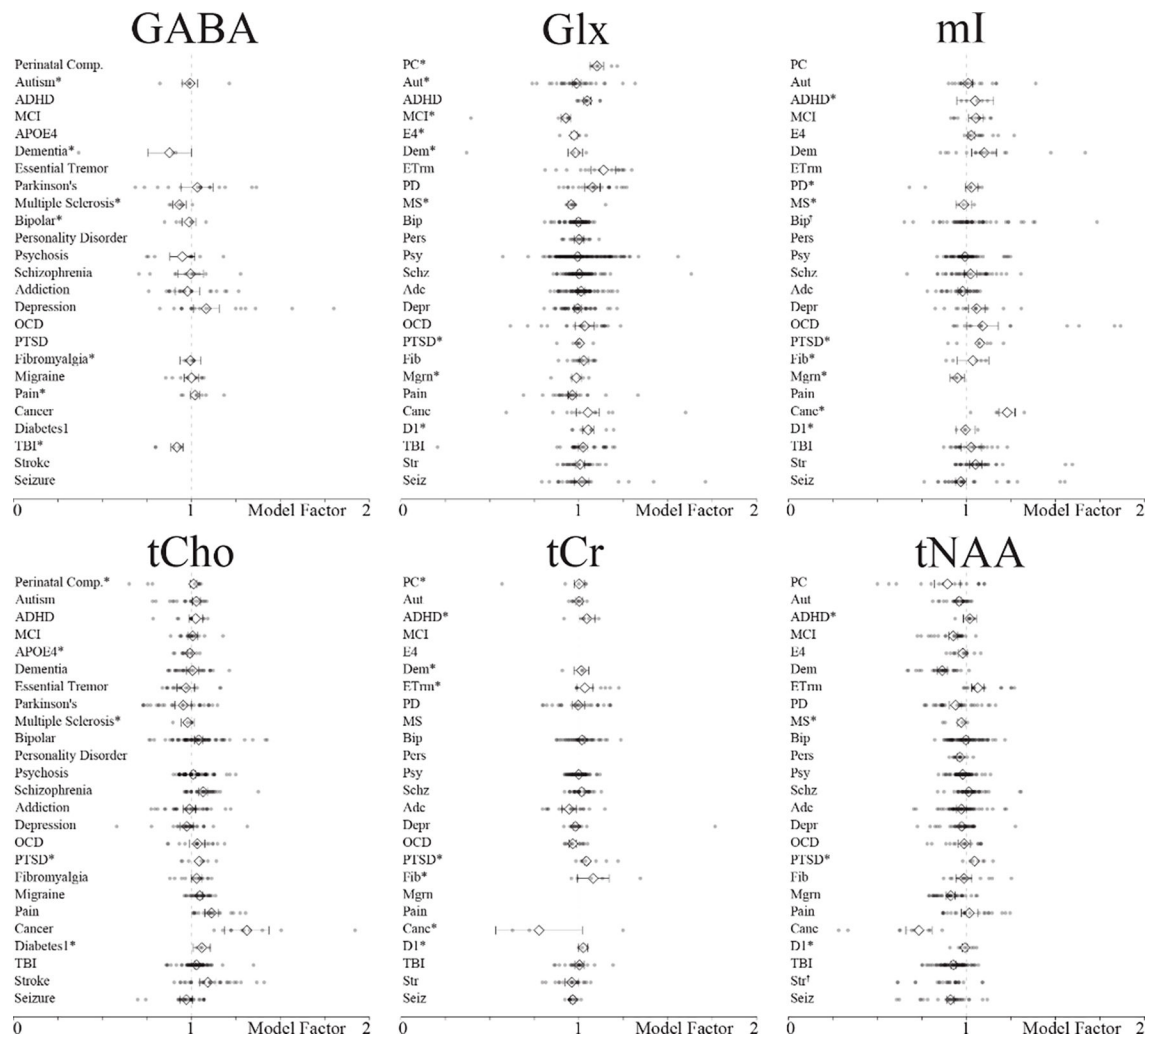 GABA Glx mI
Perinatal Comp. PC* PC
Autism* Aut* Aut
ADHD ADHD ADHD*
MCI MCI* MCI
APOE4 E4* E4
Dementia* Dem* Dem
Essential Tremor ETrm ETrm
Parkinson's PD PD*
Multiple Sclerosis* MS* MS*
Bipolar* Bip Bip†
Personality Disorder Pers Pers
Psychosis Psy Psy
Schizophrenia Schz Schz
Addiction Adc Adc
Depression Depr Depr
OCD OCD OCD
PTSD PTSD* PTSD*
Fibromyalgia* Fib Fib*
Migraine Mgrn* Mgrn*
Pain* Pain Pain
Cancer Canc Canc*
Diabetes1 D1* D1*
TBI* TBI TBI
Stroke Str Str
Seizure Seiz Seiz
0 1 Model Factor 2 0 1 Model Factor 2 0 1 Model Factor 2
tCho tCr tNAA
Perinatal Comp.* PC* PC
Autism Aut Aut
ADHD ADHD* ADHD*
MCI MCI MCI
APOE4* E4 E4
Dementia Dem* Dem
Essential Tremor ETrm* ETrm
Parkinson's PD PD
Multiple Sclerosis* MS MS*
Bipolar Bip Bip
Personality Disorder Pers Pers
Psychosis Psy Psy
Schizophrenia Schz Schz
Addiction Adc Adc
Depression Depr Depr
OCD OCD OCD
PTSD* PTSD* PTSD*
Fibromyalgia Fib* Fib
Migraine Mgrn Mgrn
Pain Pain Pain
Cancer Canc* Canc
Diabetes1* D1* D1*
TBI TBI TBI
Stroke Str Str†
Seizure Seiz Seiz
0 1 Model Factor 2 0 1 Model Factor 2 0 1 Model Factor 2